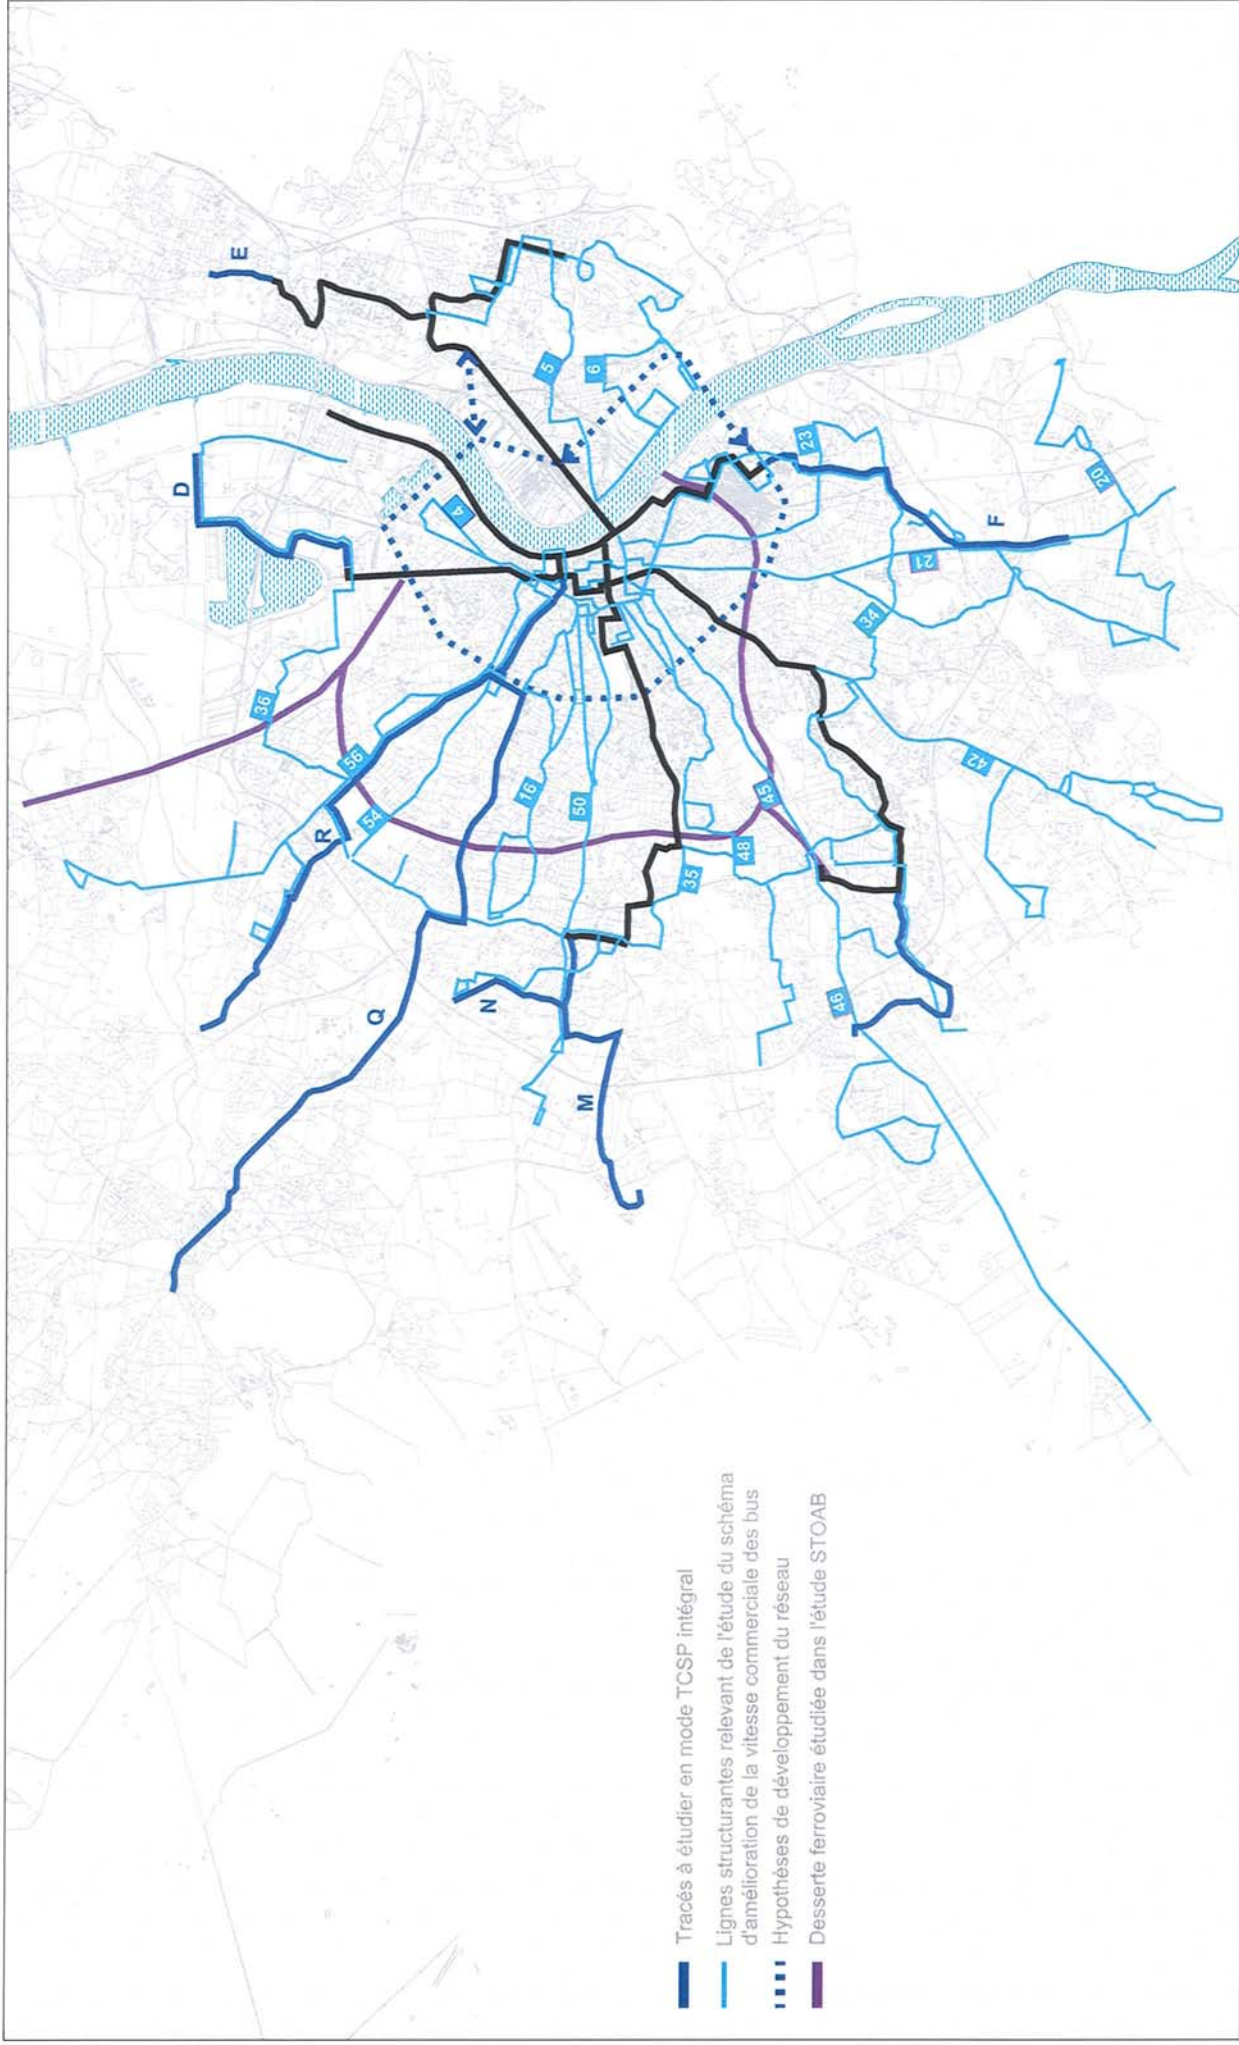 E
D
5
6
4
23
20
F
21
34
36
56
R
54
16
50
45
42
48
35
Q
N
46
M
Tracés à étudier en mode TCSP intégral
Lignes structurantes relevant de l'étude du schéma
d'amélioration de la vitesse commerciale des bus
Hypothèses de développement du réseau
Desserte ferroviaire étudiée dans l'étude STOAB